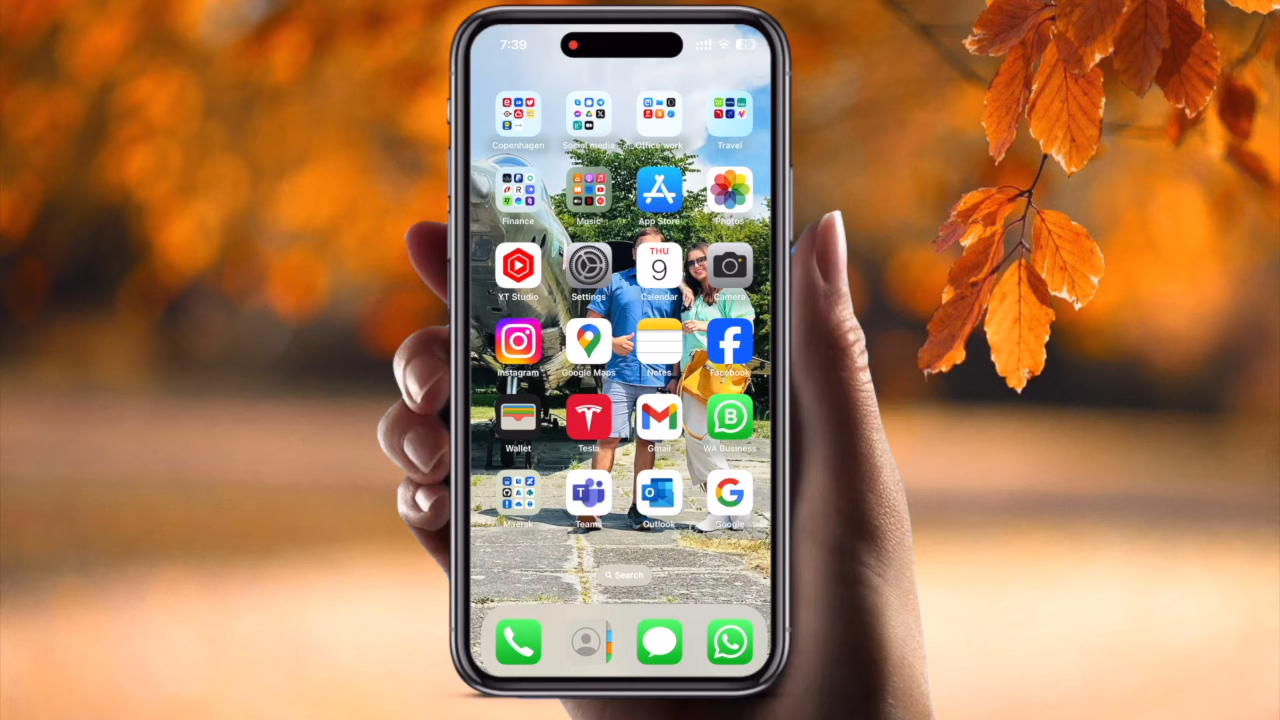 7:39
Copenhagen Social media Office work Travel
Finance Music App Store Photos
THU
9
YT Studio Settings Calendar Camera
Instagram Google Maps Notes Facebook
B
Wallet Tesla Gmail WA Business
T O G
Maersk Teams Outlook Google
Search